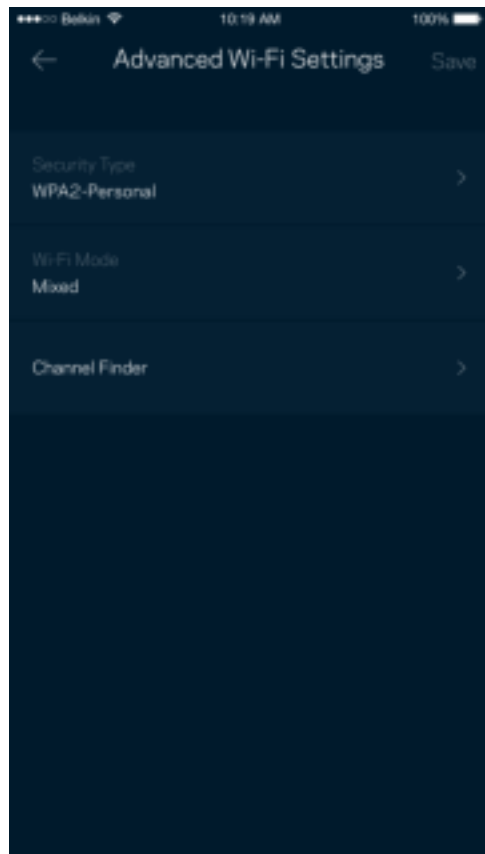 Belkin 10:19 AM 100%
Advanced Wi-Fi Settings Save
Security Type
WPA2-Personal
Wi-Fi Mode
Mixed
Channel Finder